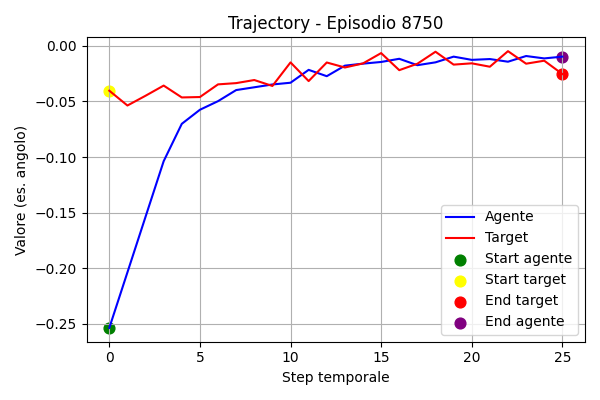 Trajectory - Episodio 8750
Valore (es. angolo)
0.00
−0.05
−0.10
−0.15
−0.20
−0.25
0
5
10
15
20
25
Step temporale
Agente
Target
Start agente
Start target
End target
End agente